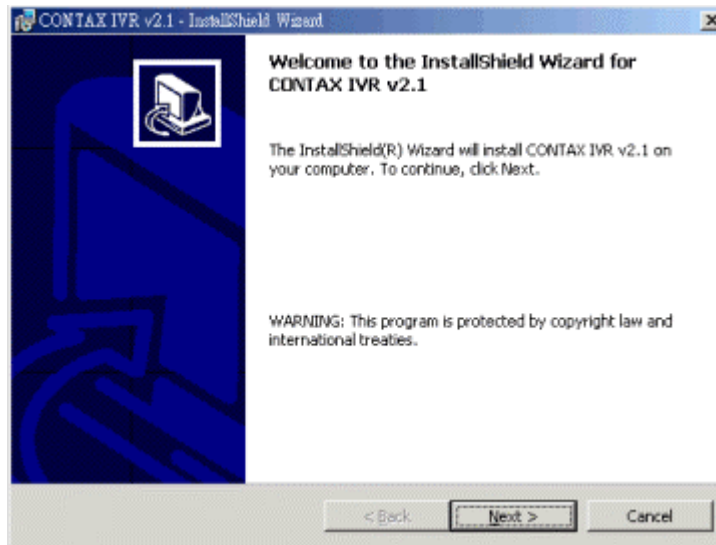 CONTAX IVR v2.1 - InstallShield Wizard
Welcome to the InstallShield Wizard for
CONTAX IVR v2.1
The InstallShield(R) Wizard will install CONTAX IVR v2.1 on
your computer. To continue, click Next.
WARNING: This program is protected by copyright law and
international treaties.
< Back
Next >
Cancel